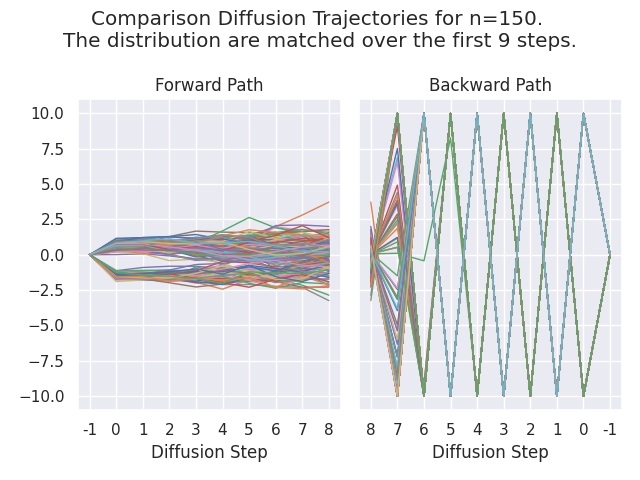 Comparison Diffusion Trajectories for n=150.
The distribution are matched over the first 9 steps.
Forward Path
Backward Path
10.0
7.5
5.0
2.5
0.0
−2.5
−5.0
−7.5
−10.0
-1 0 1 2 3 4 5 6 7 8
8 7 6 5 4 3 2 1 0 -1
Diffusion Step
Diffusion Step